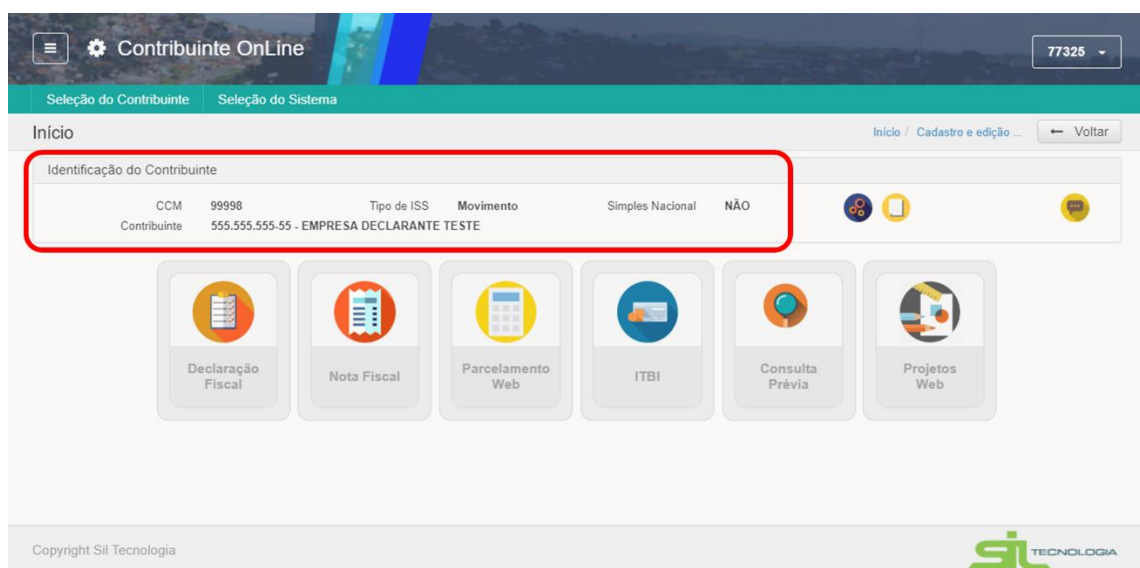 Contribuinte OnLine
77325
Seleção do Contribuinte Seleção do Sistema
Início
Início / Cadastro e edição ... ← Voltar
Identificação do Contribuinte
CCM 99998 Tipo de ISS Movimento Simples Nacional NÃO
Contribuinte 555.555.555-55 - EMPRESA DECLARANTE TESTE
Declaração
Fiscal
Nota Fiscal
Parcelamento
Web
ITBI
Consulta
Prévia
Projetos
Web
Copyright Sil Tecnologia
SIL TECNOLOGIA